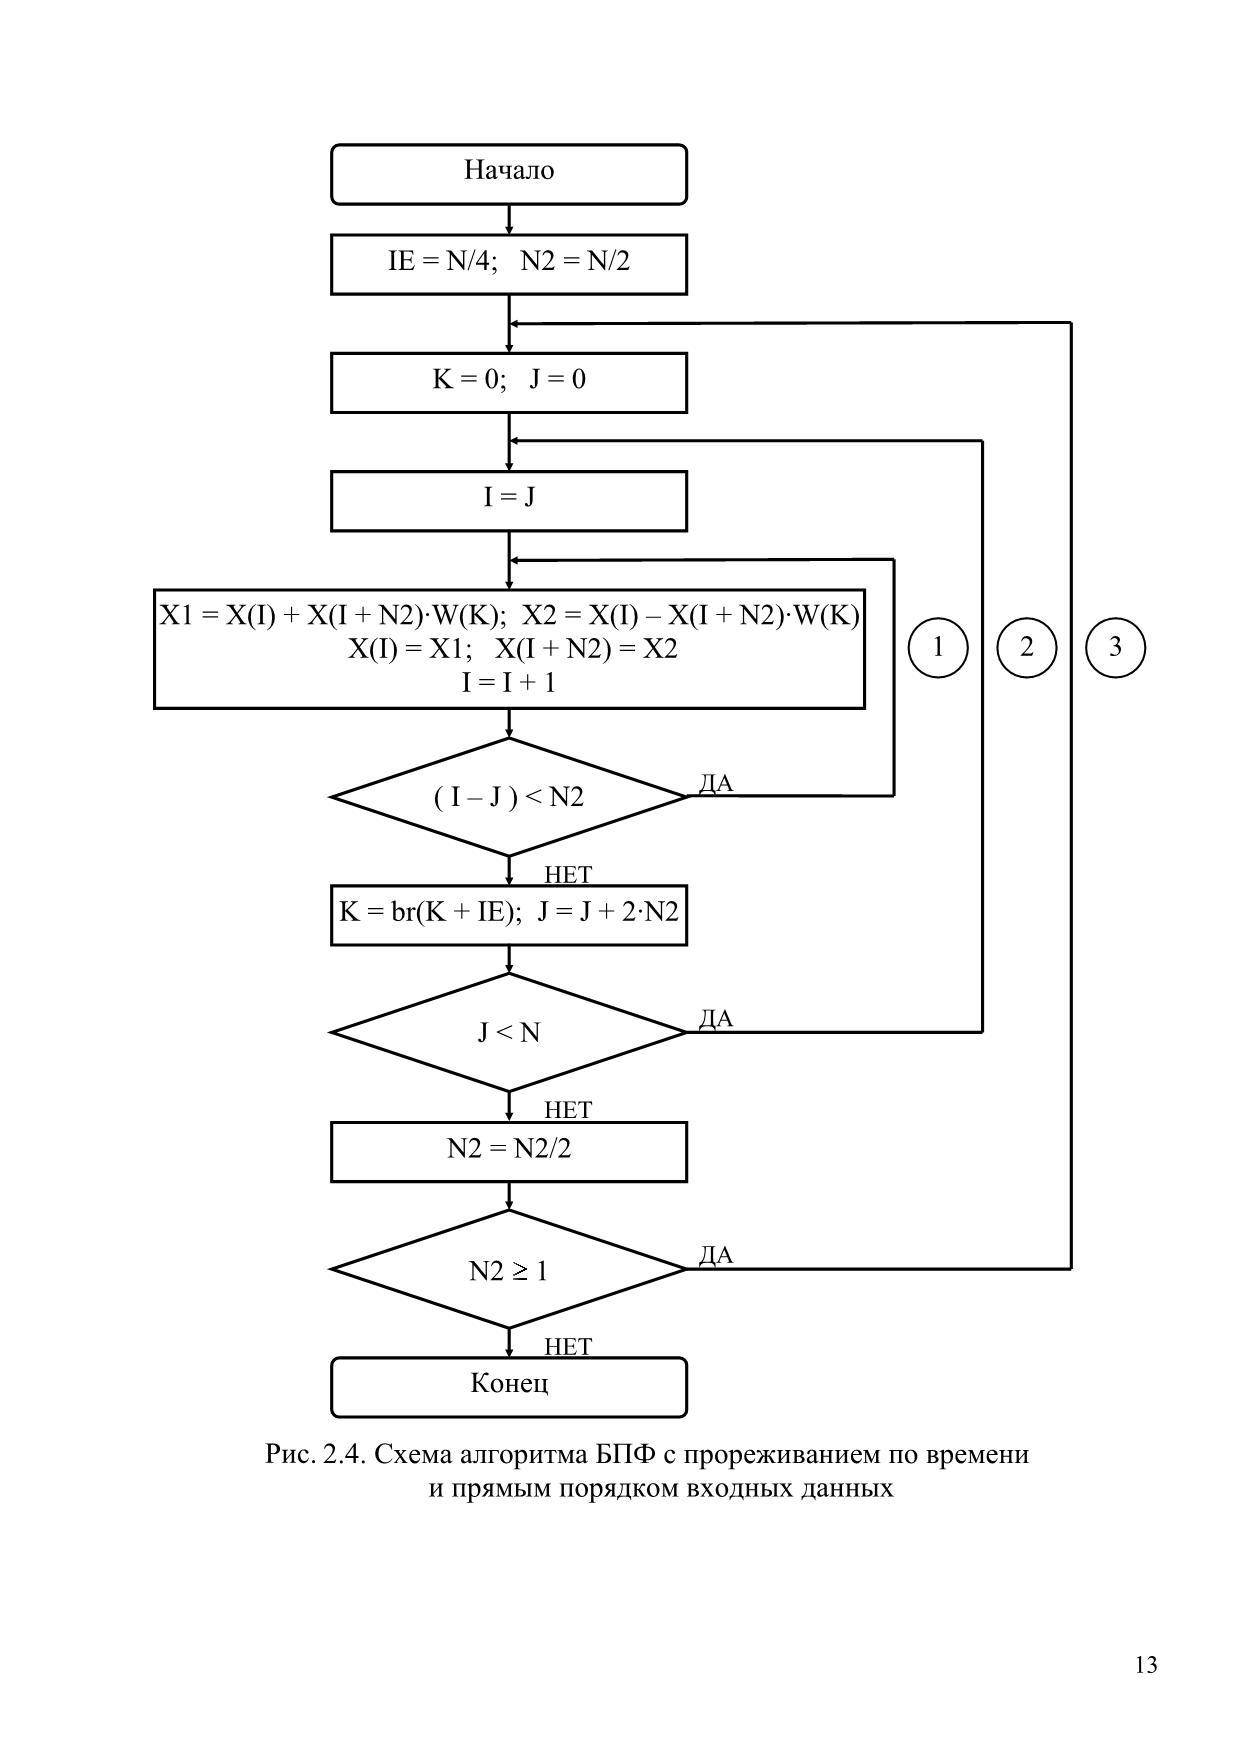 Начало
IE = N/4; N2 = N/2
K = 0; J = 0
I = J
X1 = X(I) + X(I + N2)·W(K); X2 = X(I) – X(I + N2)·W(K)
X(I) = X1; X(I + N2) = X2
I = I + 1
1
2
3
( I – J ) < N2
ДА
НЕТ
K = br(K + IE); J = J + 2·N2
J < N
ДА
НЕТ
N2 = N2/2
N2 ≥ 1
ДА
НЕТ
Конец
Рис. 2.4. Схема алгоритма БПФ с прореживанием по времени
и прямым порядком входных данных
13